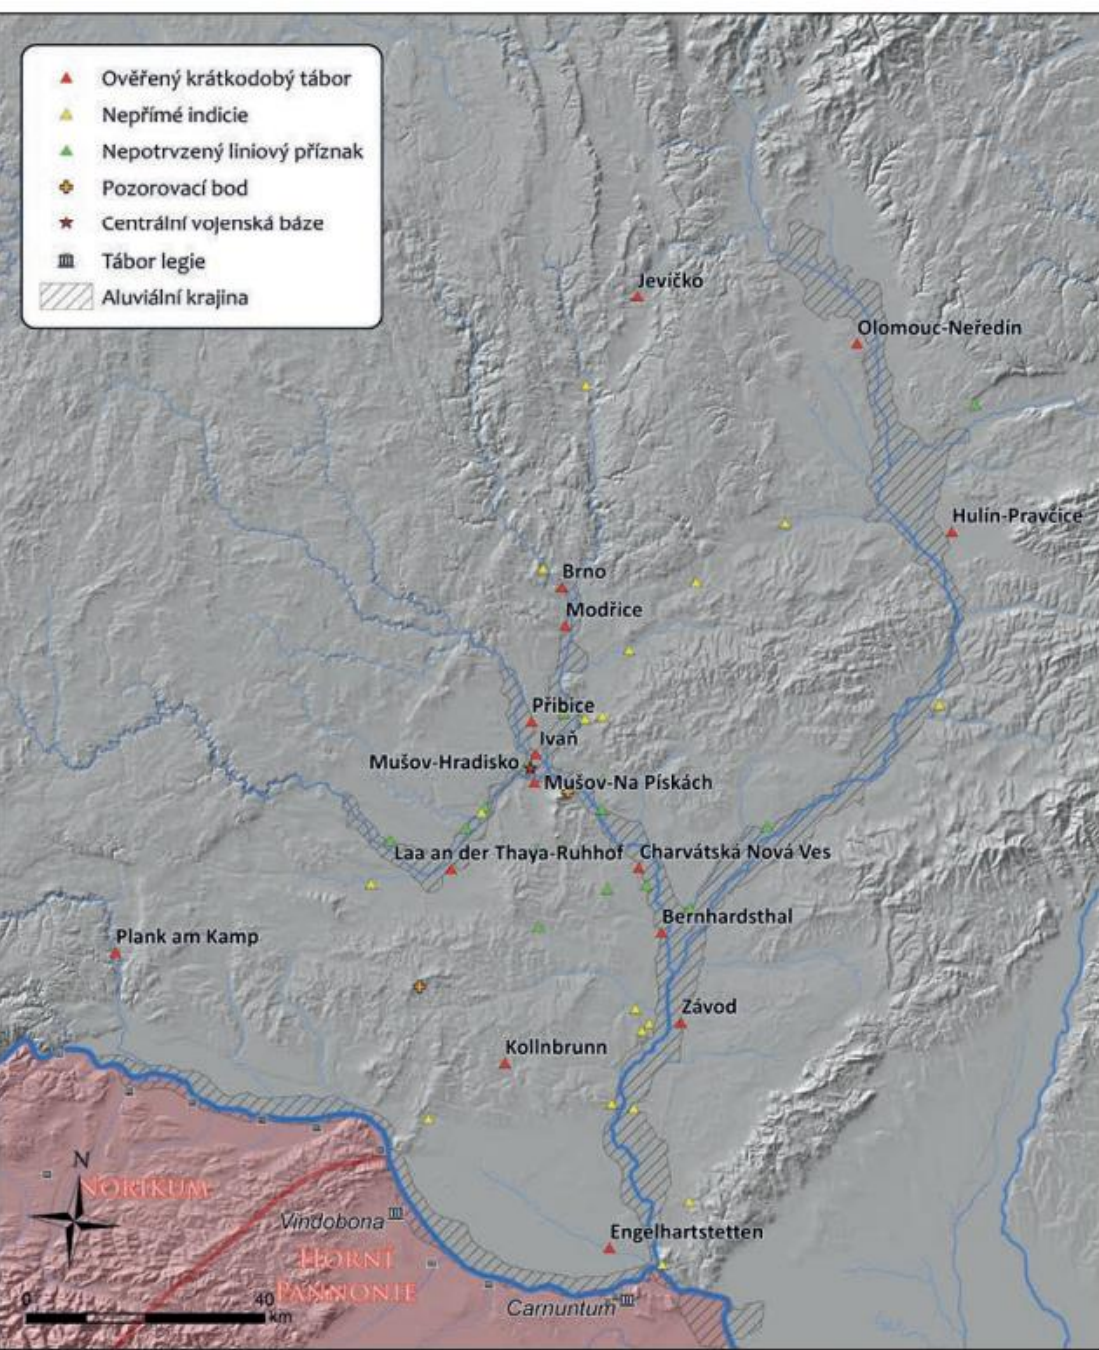 Ověřený krátkodobý tábor
Nepřímé indicie
Nepotrvzený liniový příznak
Pozorovací bod
Centrální vojenská báze
Tábor legie
Aluviální krajina
Jevíčko
Olomouc-Neředín
Hulín-Pravčice
Brno
Modřice
Přibice
Ivaň
Mušov-Hradisko
Mušov-Na Pískách
Laa an der Thaya-Ruhhof
Charvátská Nová Ves
Bernhardsthal
Plank am Kamp
Závod
Kollnbrunn
N
NORIKUM
Vindobona
Engelhartstetten
HORNÍ
PANNONIE
Carnuntum
0
40
km